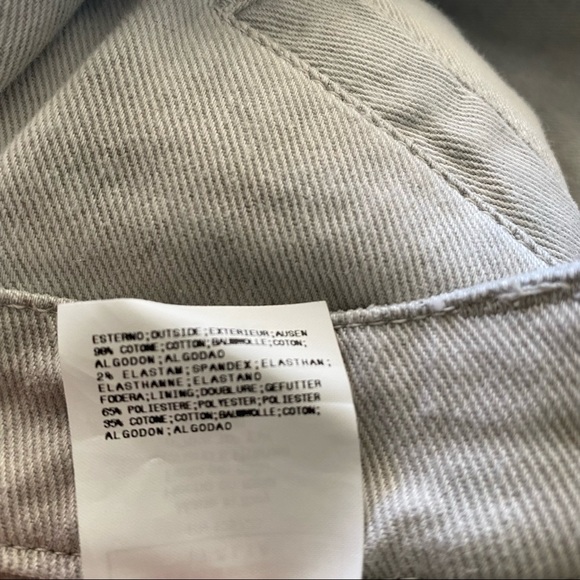 ESTERNO;OUTSIDE;EXTERIEUR;AUSEN
98% COTONE;COTTON;BAUMWOLLE;COTON;
ALGODON;ALGODAO
2% ELASTAM;SPANDEX;ELASTHAN;
ELASTHANNE;ELASTANO
FODERA;LINING;DOUBLURE;GEFUTTER
65% POLIESTERE;POLYESTER;POLIESTER
35% COTONE;COTTON;BAUMWOLLE;COTON;
ALGODON;ALGODAO